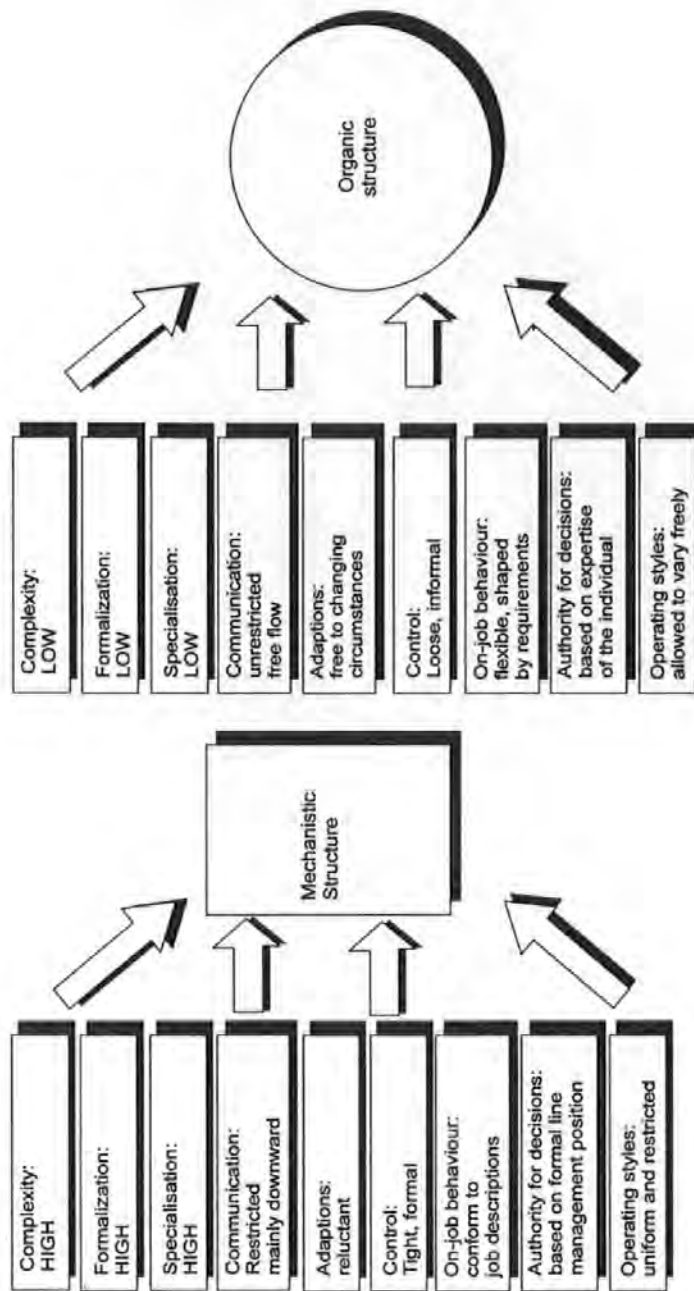 Complexity:
HIGH
Formalization:
HIGH
Specialisation:
HIGH
Communication:
Restricted
mainly downward
Adaptions:
reluctant
Control:
Tight, formal
On-job behaviour:
conform to
job descriptions
Authority for decisions:
based on formal line
management position
Operating styles:
uniform and restricted
Mechanistic
Structure
Complexity:
LOW
Formalization:
LOW
Specialisation:
LOW
Communication:
unrestricted
free flow
Adaptions:
free to changing
circumstances
Control:
Loose, informal
On-job behaviour:
flexible, shaped
by requirements
Authority for decisions:
based on expertise
of the individual
Operating styles:
allowed to vary freely
Organic
structure